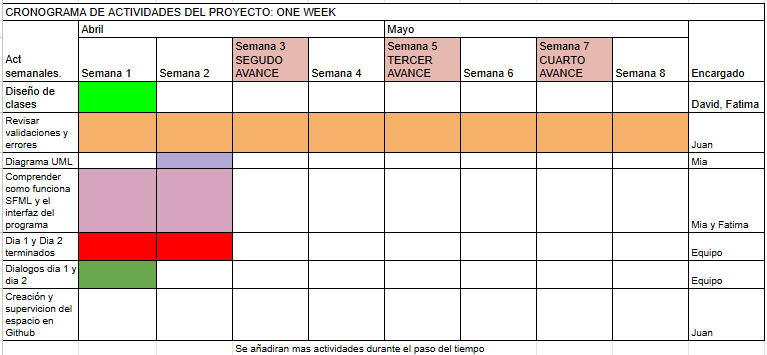 CRONOGRAMA DE ACTIVIDADES DEL PROYECTO: ONE WEEK
Abril
Mayo
Act
semanales.
Semana 1
Semana 2
Semana 3
SEGUDO
AVANCE
Semana 4
Semana 5
TERCER
AVANCE
Semana 6
Semana 7
CUARTO
AVANCE
Semana 8
Encargado
Diseño de
clases
David, Fatima
Revisar
validaciones y
errores
Juan
Diagrama UML
Mia
Comprender
como funciona
SFML y el
interfaz del
programa
Mia y Fatima
Dia 1 y Dia 2
terminados
Equipo
Dialogos dia 1 y
dia 2
Equipo
Creación y
supervicion del
espacio en
Github
Juan
Se añadiran mas actividades durante el paso del tiempo